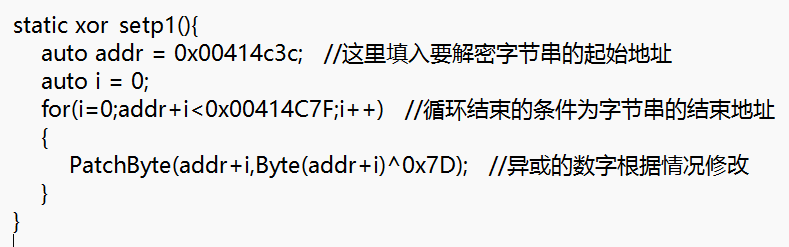 static xor setp1(){
auto addr = 0x00414c3c; //这里填入要解密字节串的起始地址
auto i = 0;
for(i=0;addr+i<0x00414C7F;i++) //循环结束的条件为字节串的结束地址
{
PatchByte(addr+i,Byte(addr+i)^0x7D); //异或的数字根据情况修改
}
}